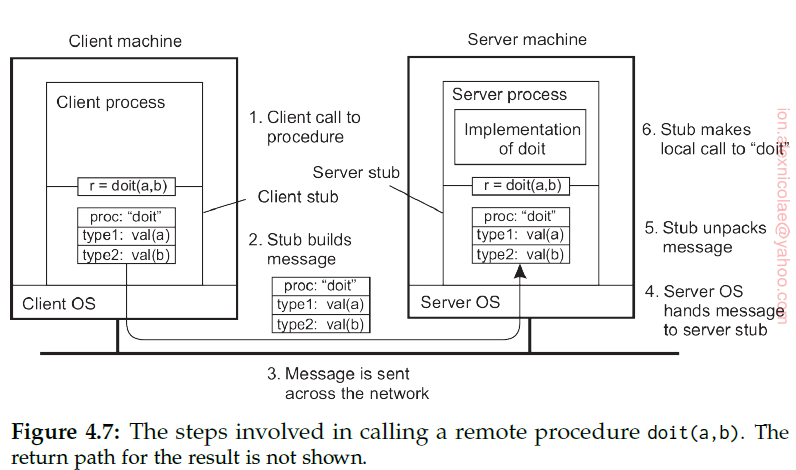 Client machine
Server machine
Client process
1. Client call to
procedure
r = doit(a,b)
Client stub
proc: "doit"
type1: val(a)
type2: val(b)
2. Stub builds
message
proc: "doit"
type1: val(a)
type2: val(b)
Client OS
Server process
Implementation
of doit
Server stub
r = doit(a,b)
proc: "doit"
type1: val(a)
type2: val(b)
Server OS
6. Stub makes
local call to "doit"
5. Stub unpacks
message
4. Server OS
hands message
to server stub
3. Message is sent
across the network
ion.alexnicolae@yahoo.com
Figure 4.7: The steps involved in calling a remote procedure doit(a,b). The
return path for the result is not shown.